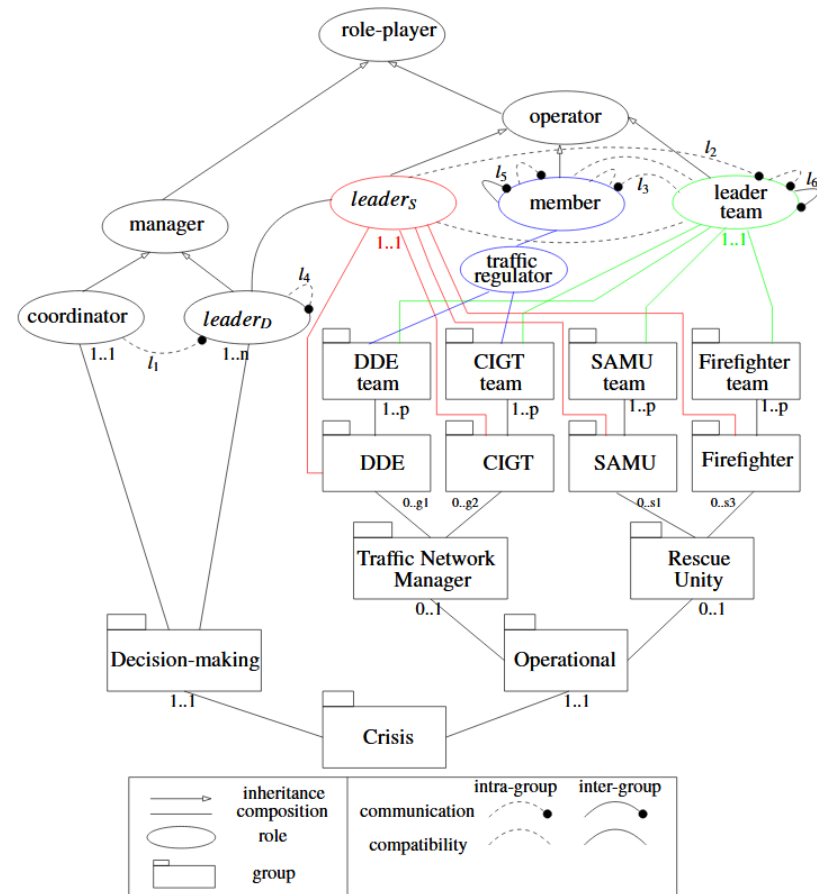 role-player
operator
l2
l5
l3
l6
leaderS
member
leader
team
manager
1..1
1..1
traffic
regulator
l4
coordinator
leaderD
1..1
1..n
l1
DDE
team
CIGT
team
SAMU
team
Firefighter
team
1..p
1..p
1..p
1..p
DDE
CIGT
SAMU
Firefighter
0..g1
0..g2
0..s1
0..s3
Traffic Network
Manager
Rescue
Unity
0..1
0..1
Decision-making
Operational
1..1
1..1
Crisis
inheritance
composition
role
group
intra-group
inter-group
communication
compatibility